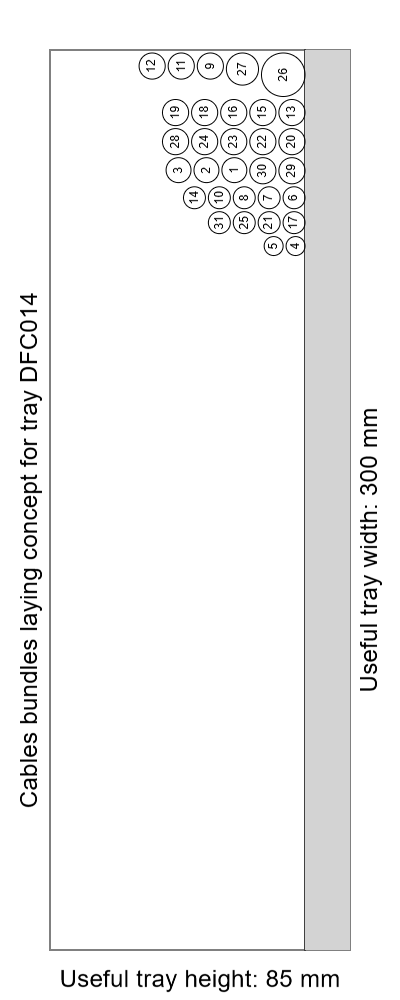 Cables bundles laying concept for tray DFC014
12 11 9 27 26
19 18 16 15 13
28 24 23 22 20
3 2 1 30 29
14 10 8 7 6
31 25 21 17
5 4
Useful tray width: 300 mm
Useful tray height: 85 mm